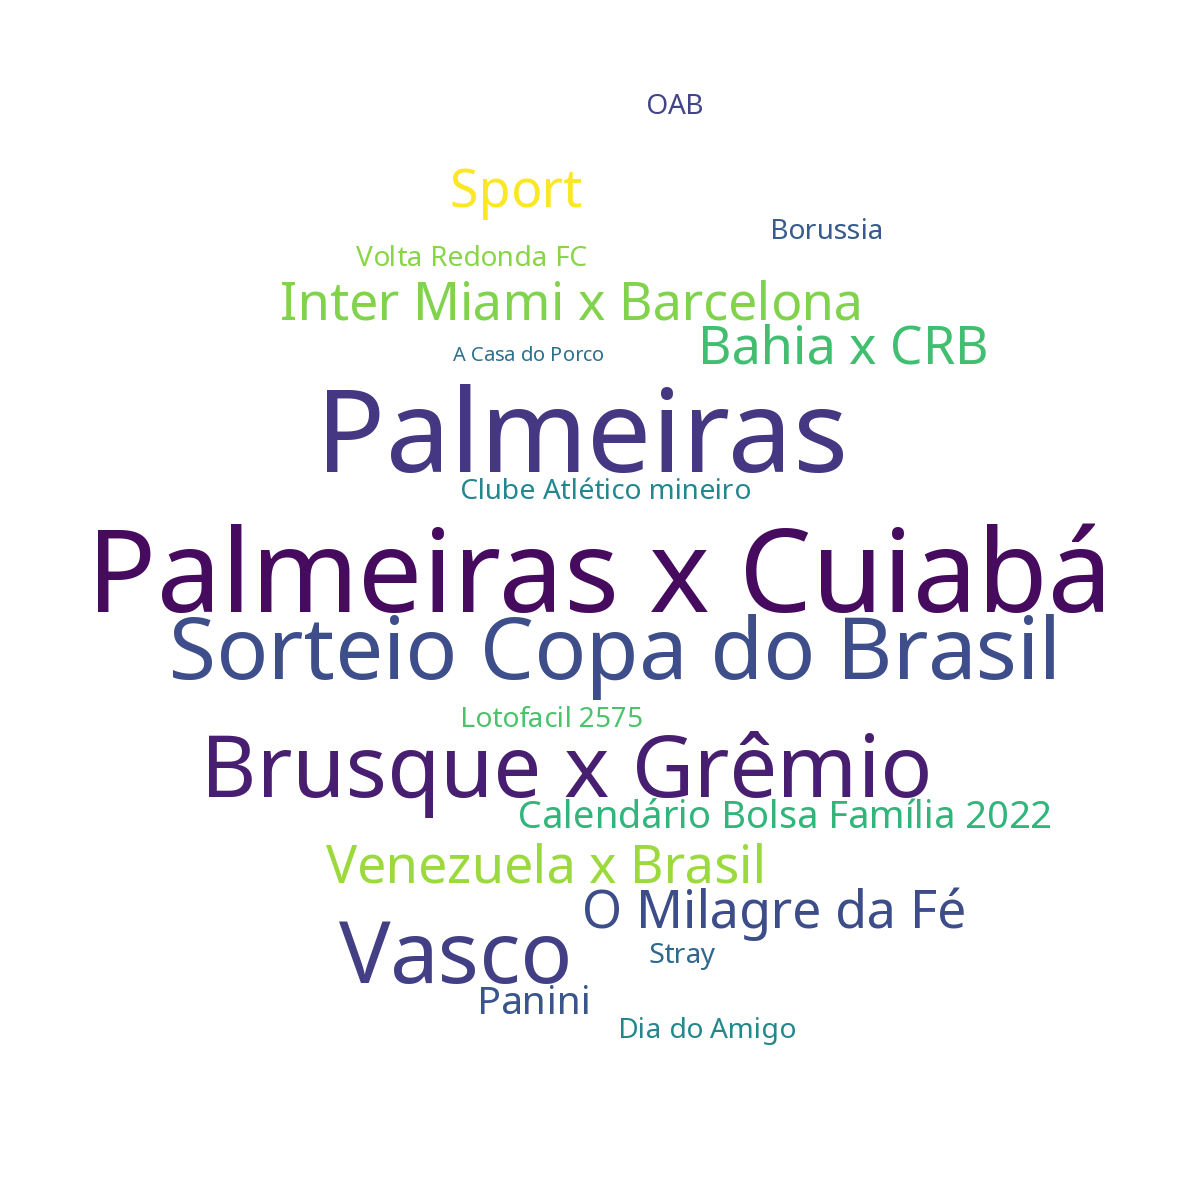 OAB
Sport
Borussia
Volta Redonda FC
Inter Miami x Barcelona
Bahia x CRB
A Casa do Porco
Palmeiras
Clube Atlético mineiro
Palmeiras x Cuiabá
Sorteio Copa do Brasil
Lotofacil 2575
Brusque x Grêmio
Calendário Bolsa Família 2022
Venezuela x Brasil
O Milagre da Fé
Vasco
Stray
Panini
Dia do Amigo